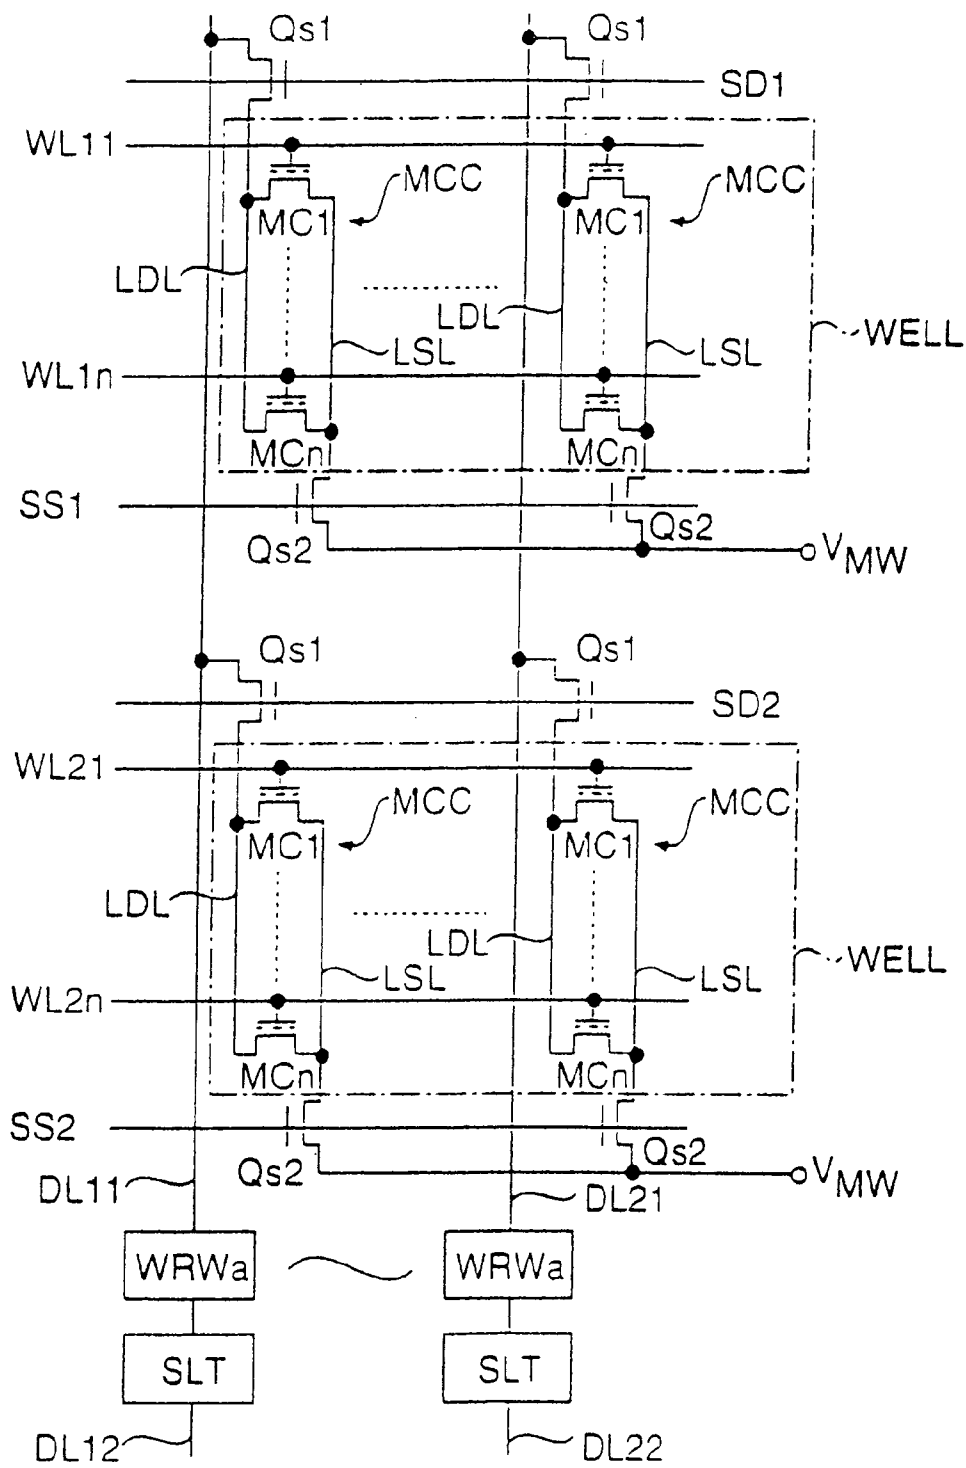 Qs1 Qs1
SD1
WL11
MCC MCC
MC1 MC1
LDL LDL
WELL
LSL LSL
WL1n
MCn MCn
SS1
Qs2 Qs2
VMW
Qs1 Qs1
SD2
WL21
MCC MCC
MC1 MC1
LDL LDL
WELL
LSL LSL
WL2n
MCn MCn
SS2
Qs2 Qs2
VMW
DL11 DL21
WRWa WRWa
SLT SLT
DL12 DL22